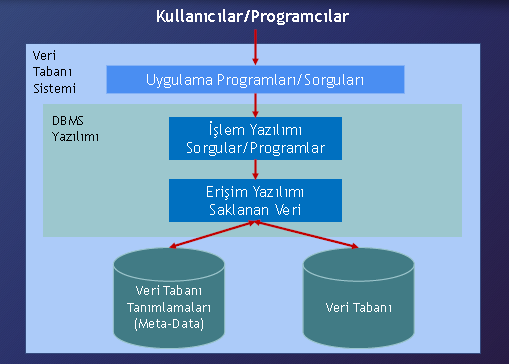 Kullanıcılar/Programcılar
Veri
Tabanı
Sistemi
Uygulama Programları/Sorguları
DBMS
Yazılımı
İşlem Yazılımı
Sorgular/Programlar
Erişim Yazılımı
Saklanan Veri
Veri Tabanı
Tanımlamaları
(Meta-Data)
Veri Tabanı